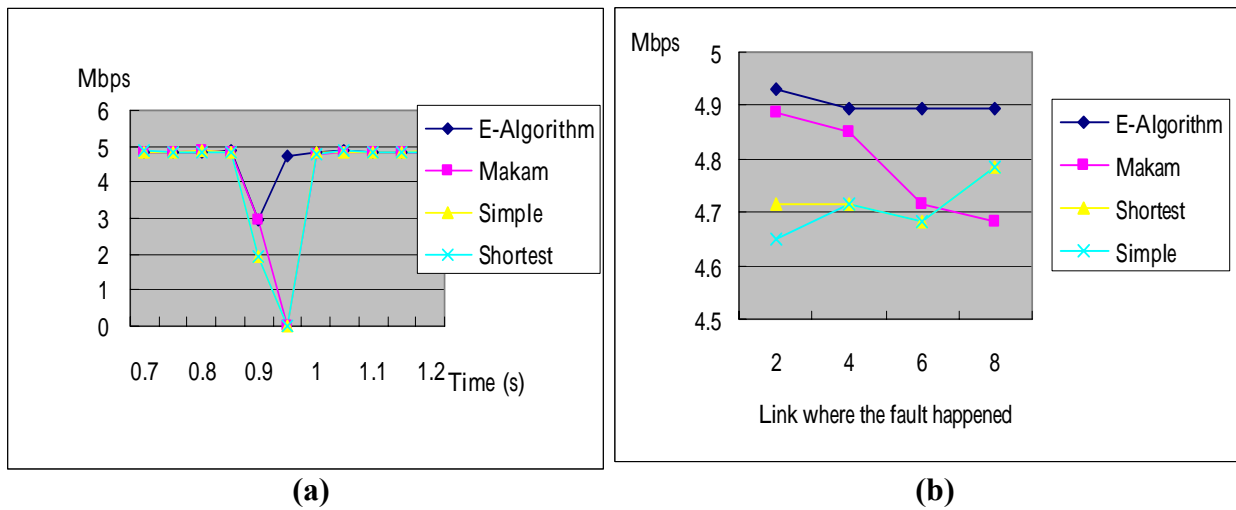 Mbps
6
5
4
3
2
1
0
0.7 0.8 0.9 1 1.1 1.2
Time (s)
E-Algorithm
Makam
Simple
Shortest
(a)
Mbps
5
4.9
4.8
4.7
4.6
4.5
2 4 6 8
Link where the fault happened
E-Algorithm
Makam
Shortest
Simple
(b)